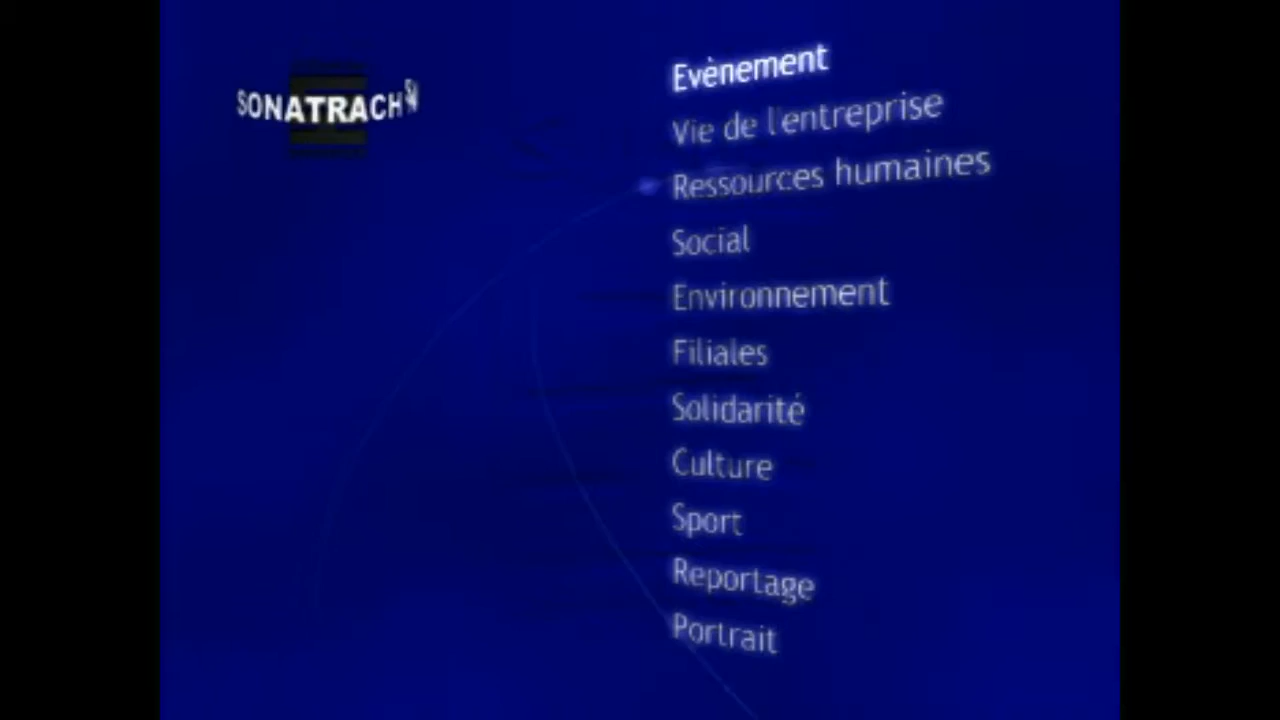 SONATRACH
Evènement
Vie de l'entreprise
Ressources humaines
Social
Environnement
Filiales
Solidarité
Culture
Sport
Reportage
Portrait